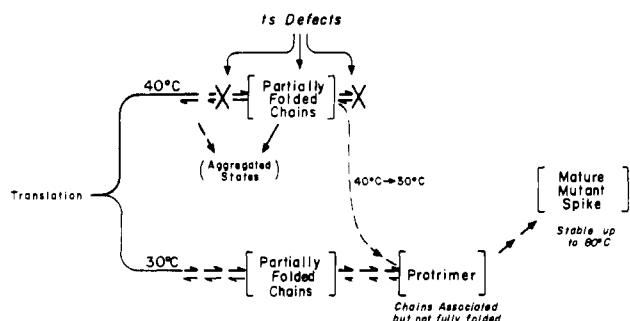 ts Defects
40°C
Partially
Folded
Chains
(Aggregated
States)
40°C→30°C
Translation
Mature
Mutant
Spike
Stable up
to 80°C
30°C
Partially
Folded
Chains
Protrimer
Chains Associated
but not fully folded